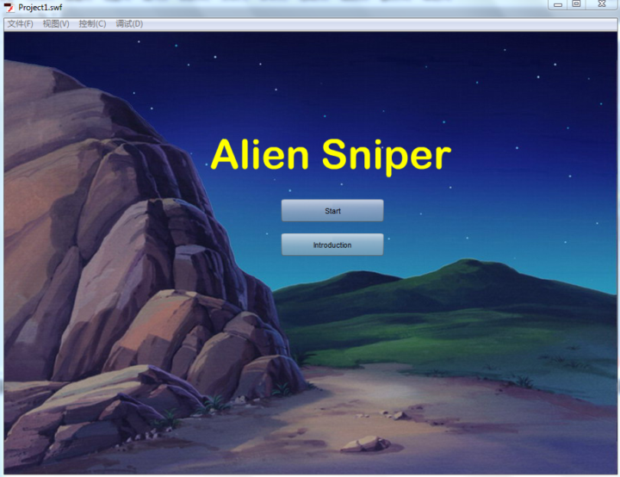 Project1.swf
文件(F) 视图(V) 控制(C) 调试(D)
Alien Sniper
Start
Introduction